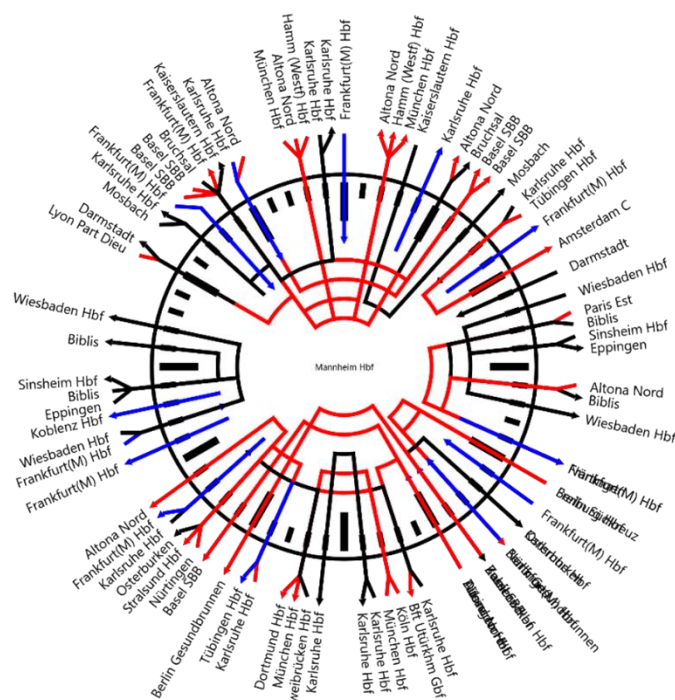 München Hbf
Altona Nord
Hamm (Westf) Hbf
Karlsruhe Hbf
Karlsruhe Hbf
Frankfurt(M) Hbf
Altona Nord
Hamm (Westf) Hbf
München Hbf
Kaiserslautern Hbf
Karlsruhe Hbf
Altona Nord
Bruchsal
Basel SBB
Basel SBB
Mosbach
Karlsruhe Hbf
Tübingen Hbf
Frankfurt(M) Hbf
Amsterdam C
Darmstadt
Wiesbaden Hbf
Paris Est
Biblis
Sinsheim Hbf
Eppingen
Altona Nord
Biblis
Wiesbaden Hbf
Frankfurt(M) Hbf
Karlsruhe Hbf
Bft Utürkhm Gbf
Köln Hbf
München Hbf
Karlsruhe Hbf
Karlsruhe Hbf
Karlsruhe Hbf
weibrücken Hbf
München Hbf
Dortmund Hbf
Karlsruhe Hbf
Tübingen Hbf
Berlin Gesundbrunnen
Basel SBB
Nürtingen
Stralsund Hbf
Osterburken
Karlsruhe Hbf
Frankfurt(M) Hbf
Altona Nord
Frankfurt(M) Hbf
Frankfurt(M) Hbf
Wiesbaden Hbf
Koblenz Hbf
Eppingen
Biblis
Sinsheim Hbf
Biblis
Wiesbaden Hbf
Lyon Part Dieu
Darmstadt
Mosbach
Karlsruhe Hbf
Frankfurt(M) Hbf
Basel SBB
Basel SBB
Bruchsal
Frankfurt(M) Hbf
Kaiserslautern Hbf
Karlsruhe Hbf
Altona Nord
Mannheim Hbf